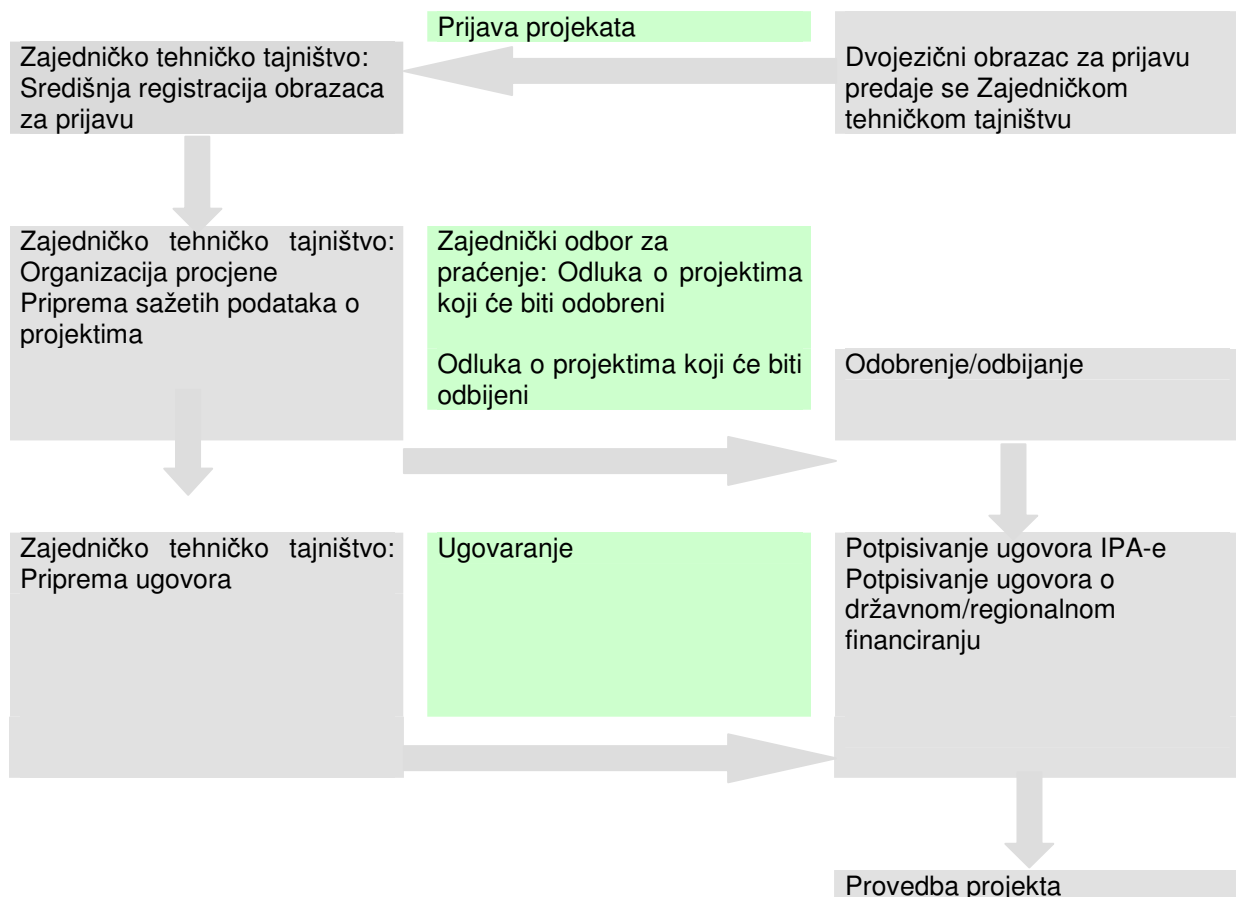 Prijava projekata
Zajedničko tehničko tajništvo:
Središnja registracija obrazaca
za prijavu
Dvojezični obrazac za prijavu
predaje se Zajedničkom
tehničkom tajništvu
Zajedničko tehničko tajništvo:
Organizacija procjene
Priprema sažetih podataka o
projektima
Zajednički odbor za
praćenje: Odluka o projektima
koji će biti odobreni
Odluka o projektima koji će biti
odbijeni
Odobrenje/odbijanje
Zajedničko tehničko tajništvo:
Priprema ugovora
Ugovaranje
Potpisivanje ugovora IPA-e
Potpisivanje ugovora o
državnom/regionalnom
financiranju
Provedba projekta